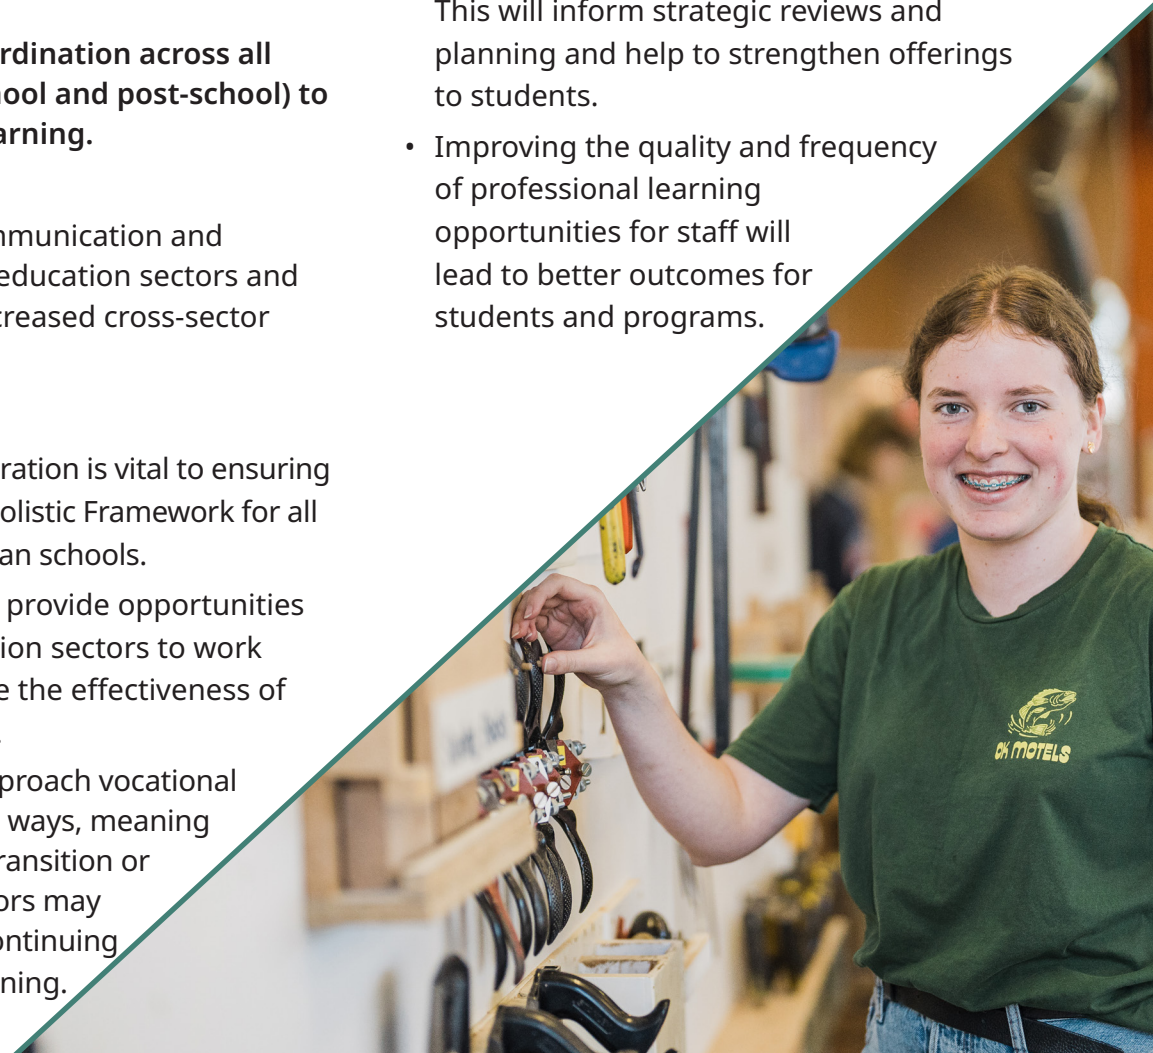 rdination across all
ool and post-school) to
arning.
mmunication and
education sectors and
creased cross-sector
ration is vital to ensuring
olistic Framework for all
an schools.
provide opportunities
ion sectors to work
e the effectiveness of
.
proach vocational
ways, meaning
ransition or
ors may
ontinuing
ning.
This will inform strategic reviews and
planning and help to strengthen offerings
to students.
• Improving the quality and frequency
of professional learning
opportunities for staff will
lead to better outcomes for
students and programs.
OK MOTELS